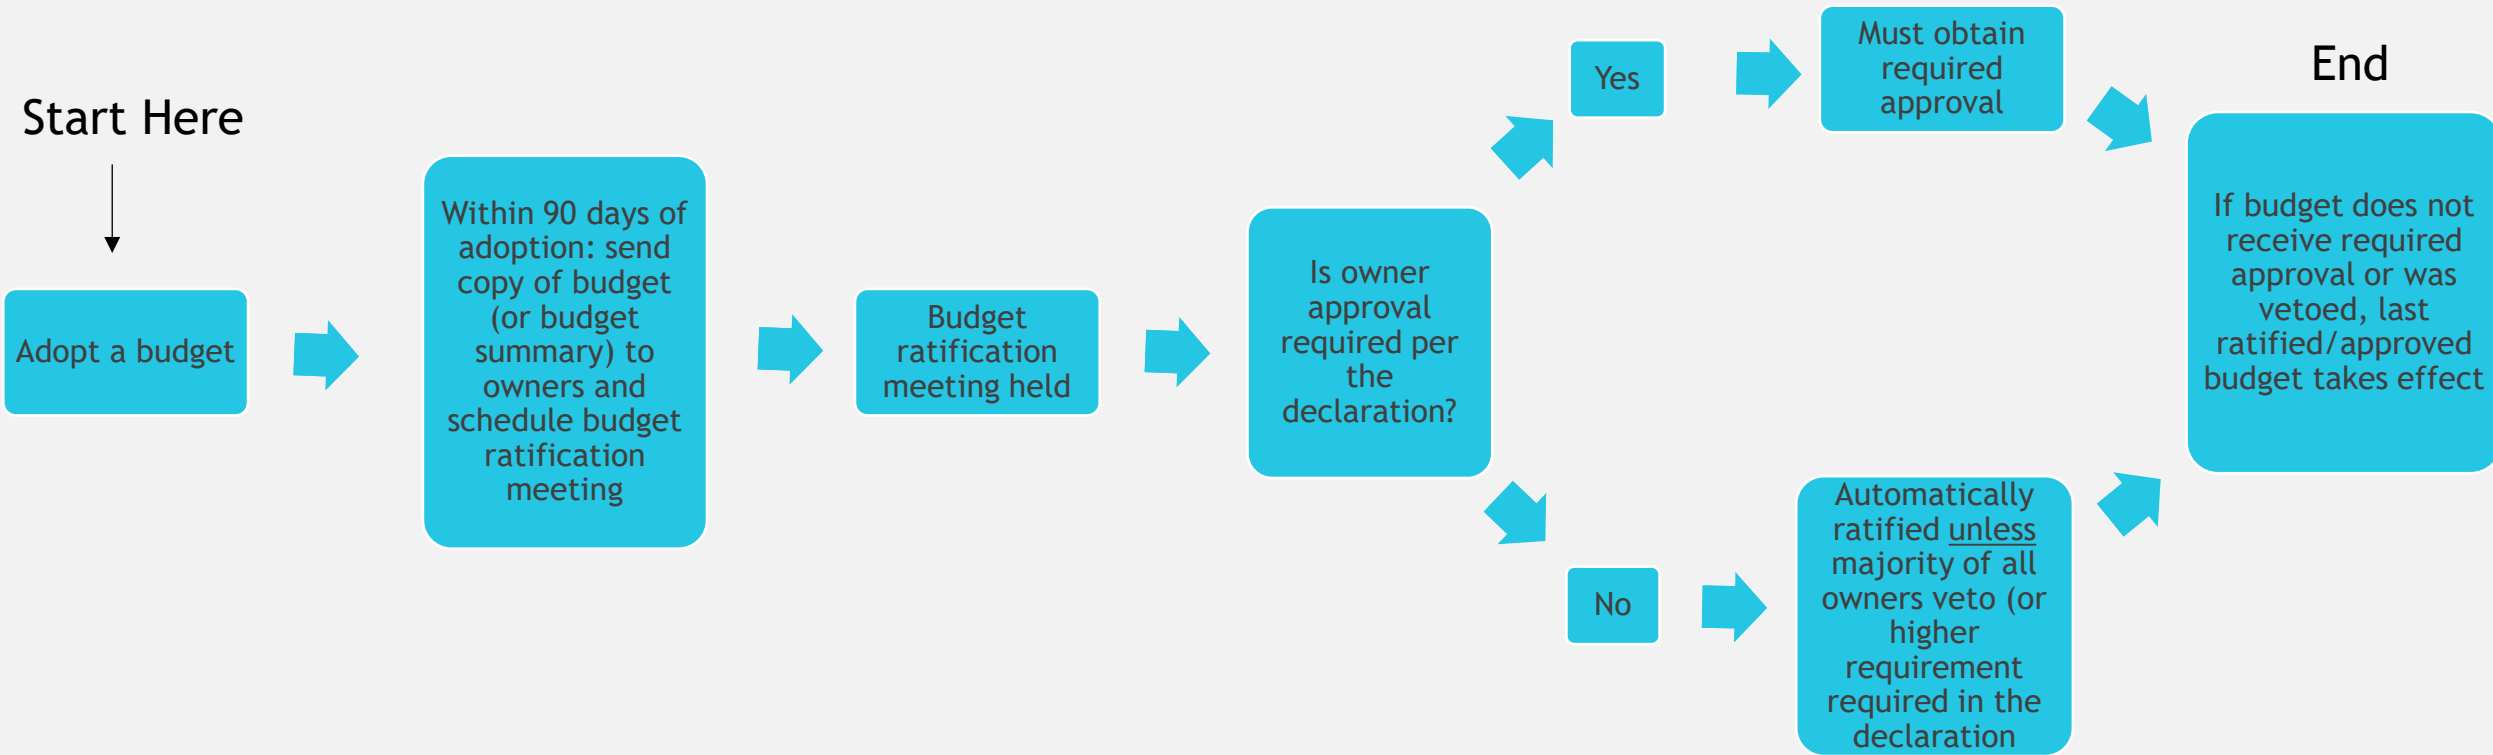 Start Here
Adopt a budget
Within 90 days of
adoption: send
copy of budget
(or budget
summary) to
owners and
schedule budget
ratification
meeting
Budget
ratification
meeting held
Is owner
approval
required per
the
declaration?
Yes
Must obtain
required
approval
No
Automatically
ratified unless
majority of all
owners veto (or
higher
requirement
required in the
declaration
End
If budget does not
receive required
approval or was
vetoed, last
ratified/approved
budget takes effect